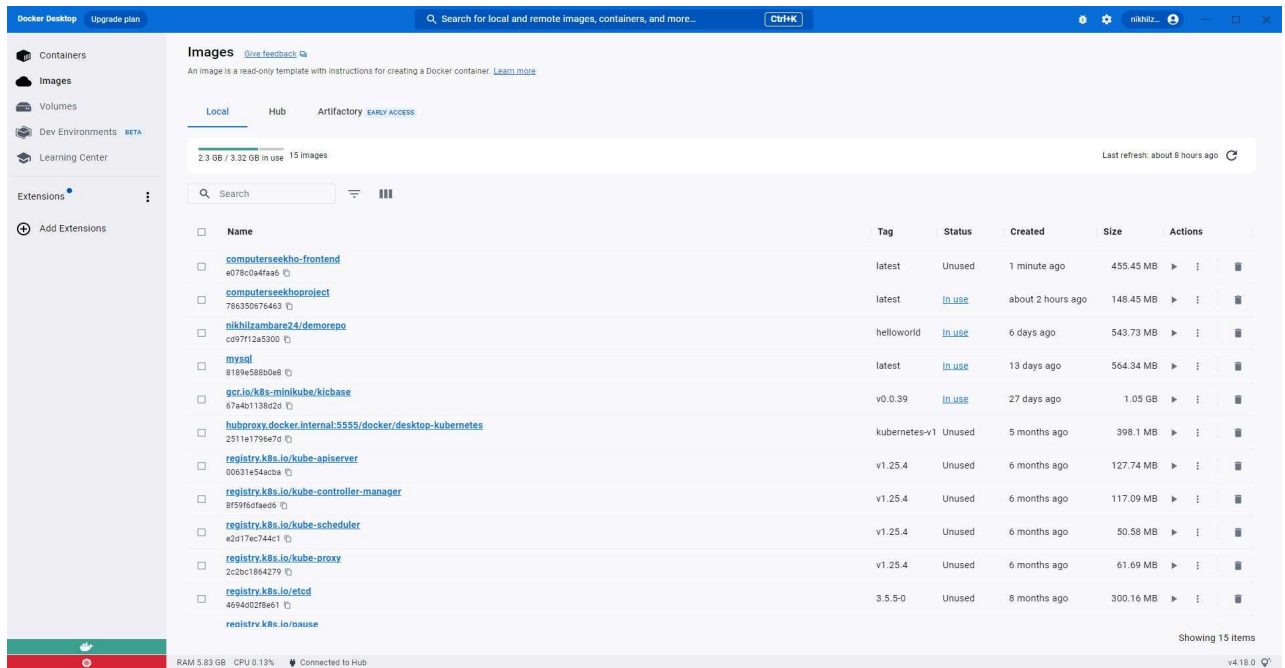 Docker Desktop Upgrade plan Search for local and remote images, containers, and more... Ctrl+K nikhilz...
Containers
Images
Volumes
Dev Environments BETA
Learning Center
Extensions
Add Extensions
Images Give feedback
An image is a read-only template with instructions for creating a Docker container. Learn more
Local Hub Artifactory EARLY ACCESS
2.3 GB / 3.32 GB in use 15 images Last refresh: about 8 hours ago
Search
Name Tag Status Created Size Actions
computerseekho-frontend latest Unused 1 minute ago 455.45 MB
e078c0a4faa6
computerseekhoproject latest In use about 2 hours ago 148.45 MB
786350676463
nikhilzambare24/demorepo helloworld In use 6 days ago 543.73 MB
cd97f12a5300
mysql latest In use 13 days ago 564.34 MB
8189e588b0e8
gcr.io/k8s-minikube/kicbase v0.0.39 In use 27 days ago 1.05 GB
67a4b1138d2d
hubproxy.docker.internal:5555/docker/desktop-kubernetes kubernetes-v1 Unused 5 months ago 398.1 MB
2511e1796e7d
registry.k8s.io/kube-apiserver v1.25.4 Unused 6 months ago 127.74 MB
00631e54acba
registry.k8s.io/kube-controller-manager v1.25.4 Unused 6 months ago 117.09 MB
8f59f6dfaed6
registry.k8s.io/kube-scheduler v1.25.4 Unused 6 months ago 50.58 MB
e2d17ec744c1
registry.k8s.io/kube-proxy v1.25.4 Unused 6 months ago 61.69 MB
2c2bc1864279
registry.k8s.io/etcd 3.5.5-0 Unused 8 months ago 300.16 MB
4694d02f8e61
registry.k8s.io/pause
Showing 15 items
RAM 5.83 GB CPU 0.13% Connected to Hub v4.18.0